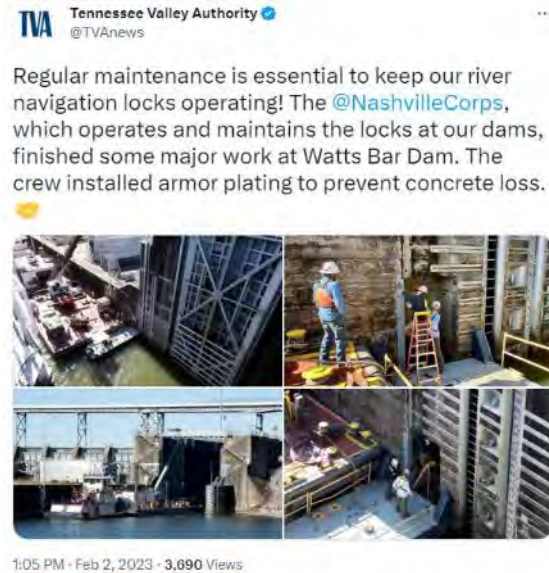 TVA
Tennessee Valley Authority
@TVAnews
Regular maintenance is essential to keep our river
navigation locks operating! The @NashvilleCorps,
which operates and maintains the locks at our dams,
finished some major work at Watts Bar Dam. The
crew installed armor plating to prevent concrete loss.
1:05 PM · Feb 2, 2023 · 3,690 Views